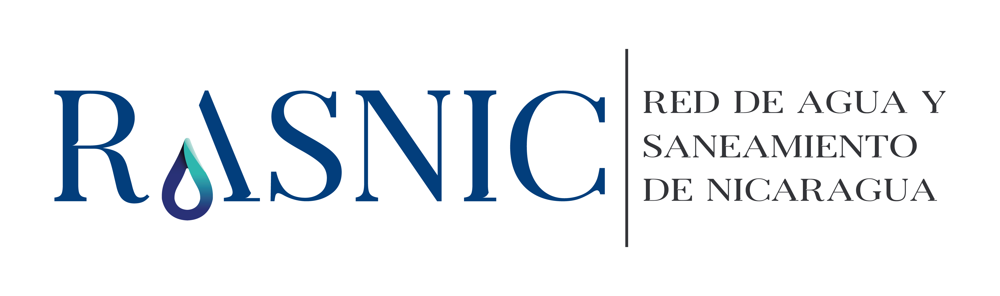 RASNIC
RED DE AGUA Y
SANEAMIENTO
DE NICARAGUA